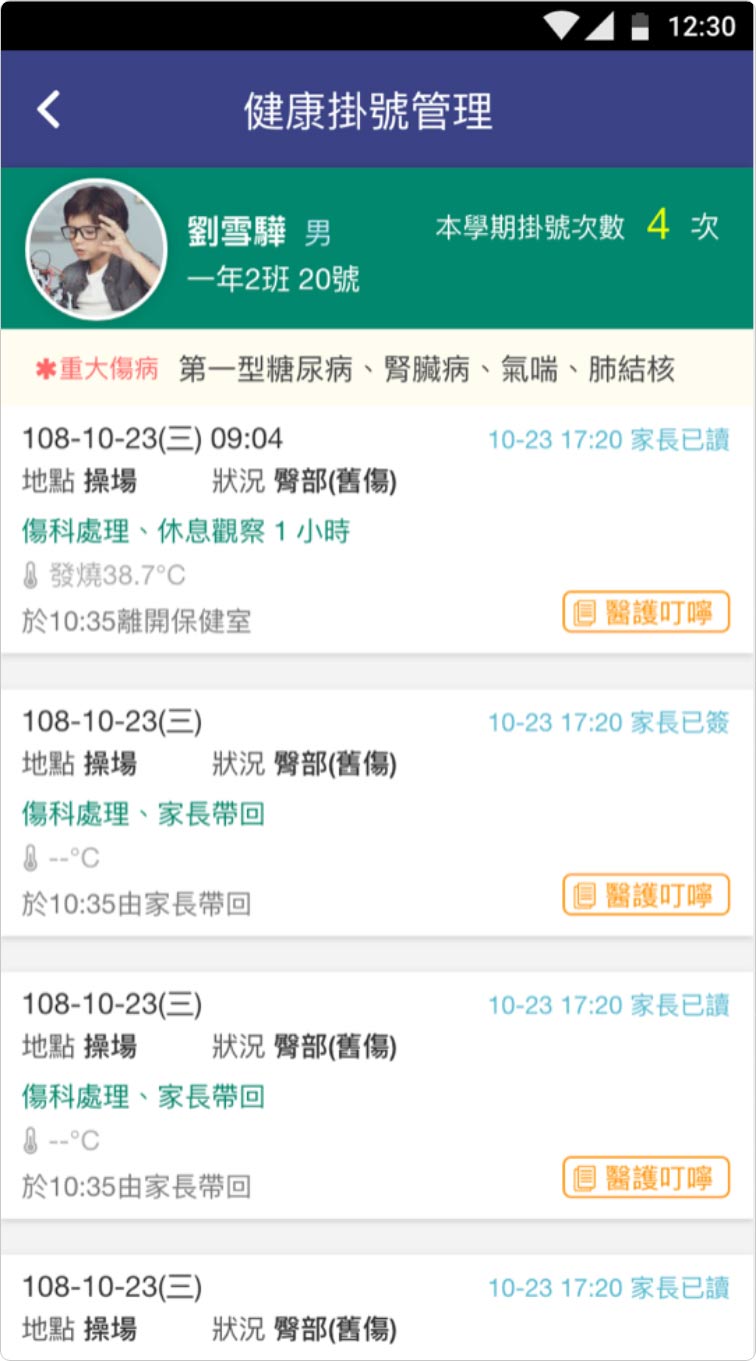 12:30
健康掛號管理
劉雪驊 男 本學期掛號次數 4 次
一年2班 20號
✱重大傷病 第一型糖尿病、腎臟病、氣喘、肺結核
108-10-23(三) 09:04 10-23 17:20 家長已讀
地點 操場 狀況 臀部(舊傷)
傷科處理、休息觀察 1 小時
發燒38.7°C
於10:35離開保健室 醫護叮嚀
108-10-23(三) 10-23 17:20 家長已簽
地點 操場 狀況 臀部(舊傷)
傷科處理、家長帶回
--°C
於10:35由家長帶回 醫護叮嚀
108-10-23(三) 10-23 17:20 家長已讀
地點 操場 狀況 臀部(舊傷)
傷科處理、家長帶回
--°C
於10:35由家長帶回 醫護叮嚀
108-10-23(三) 10-23 17:20 家長已讀
地點 操場 狀況 臀部(舊傷)